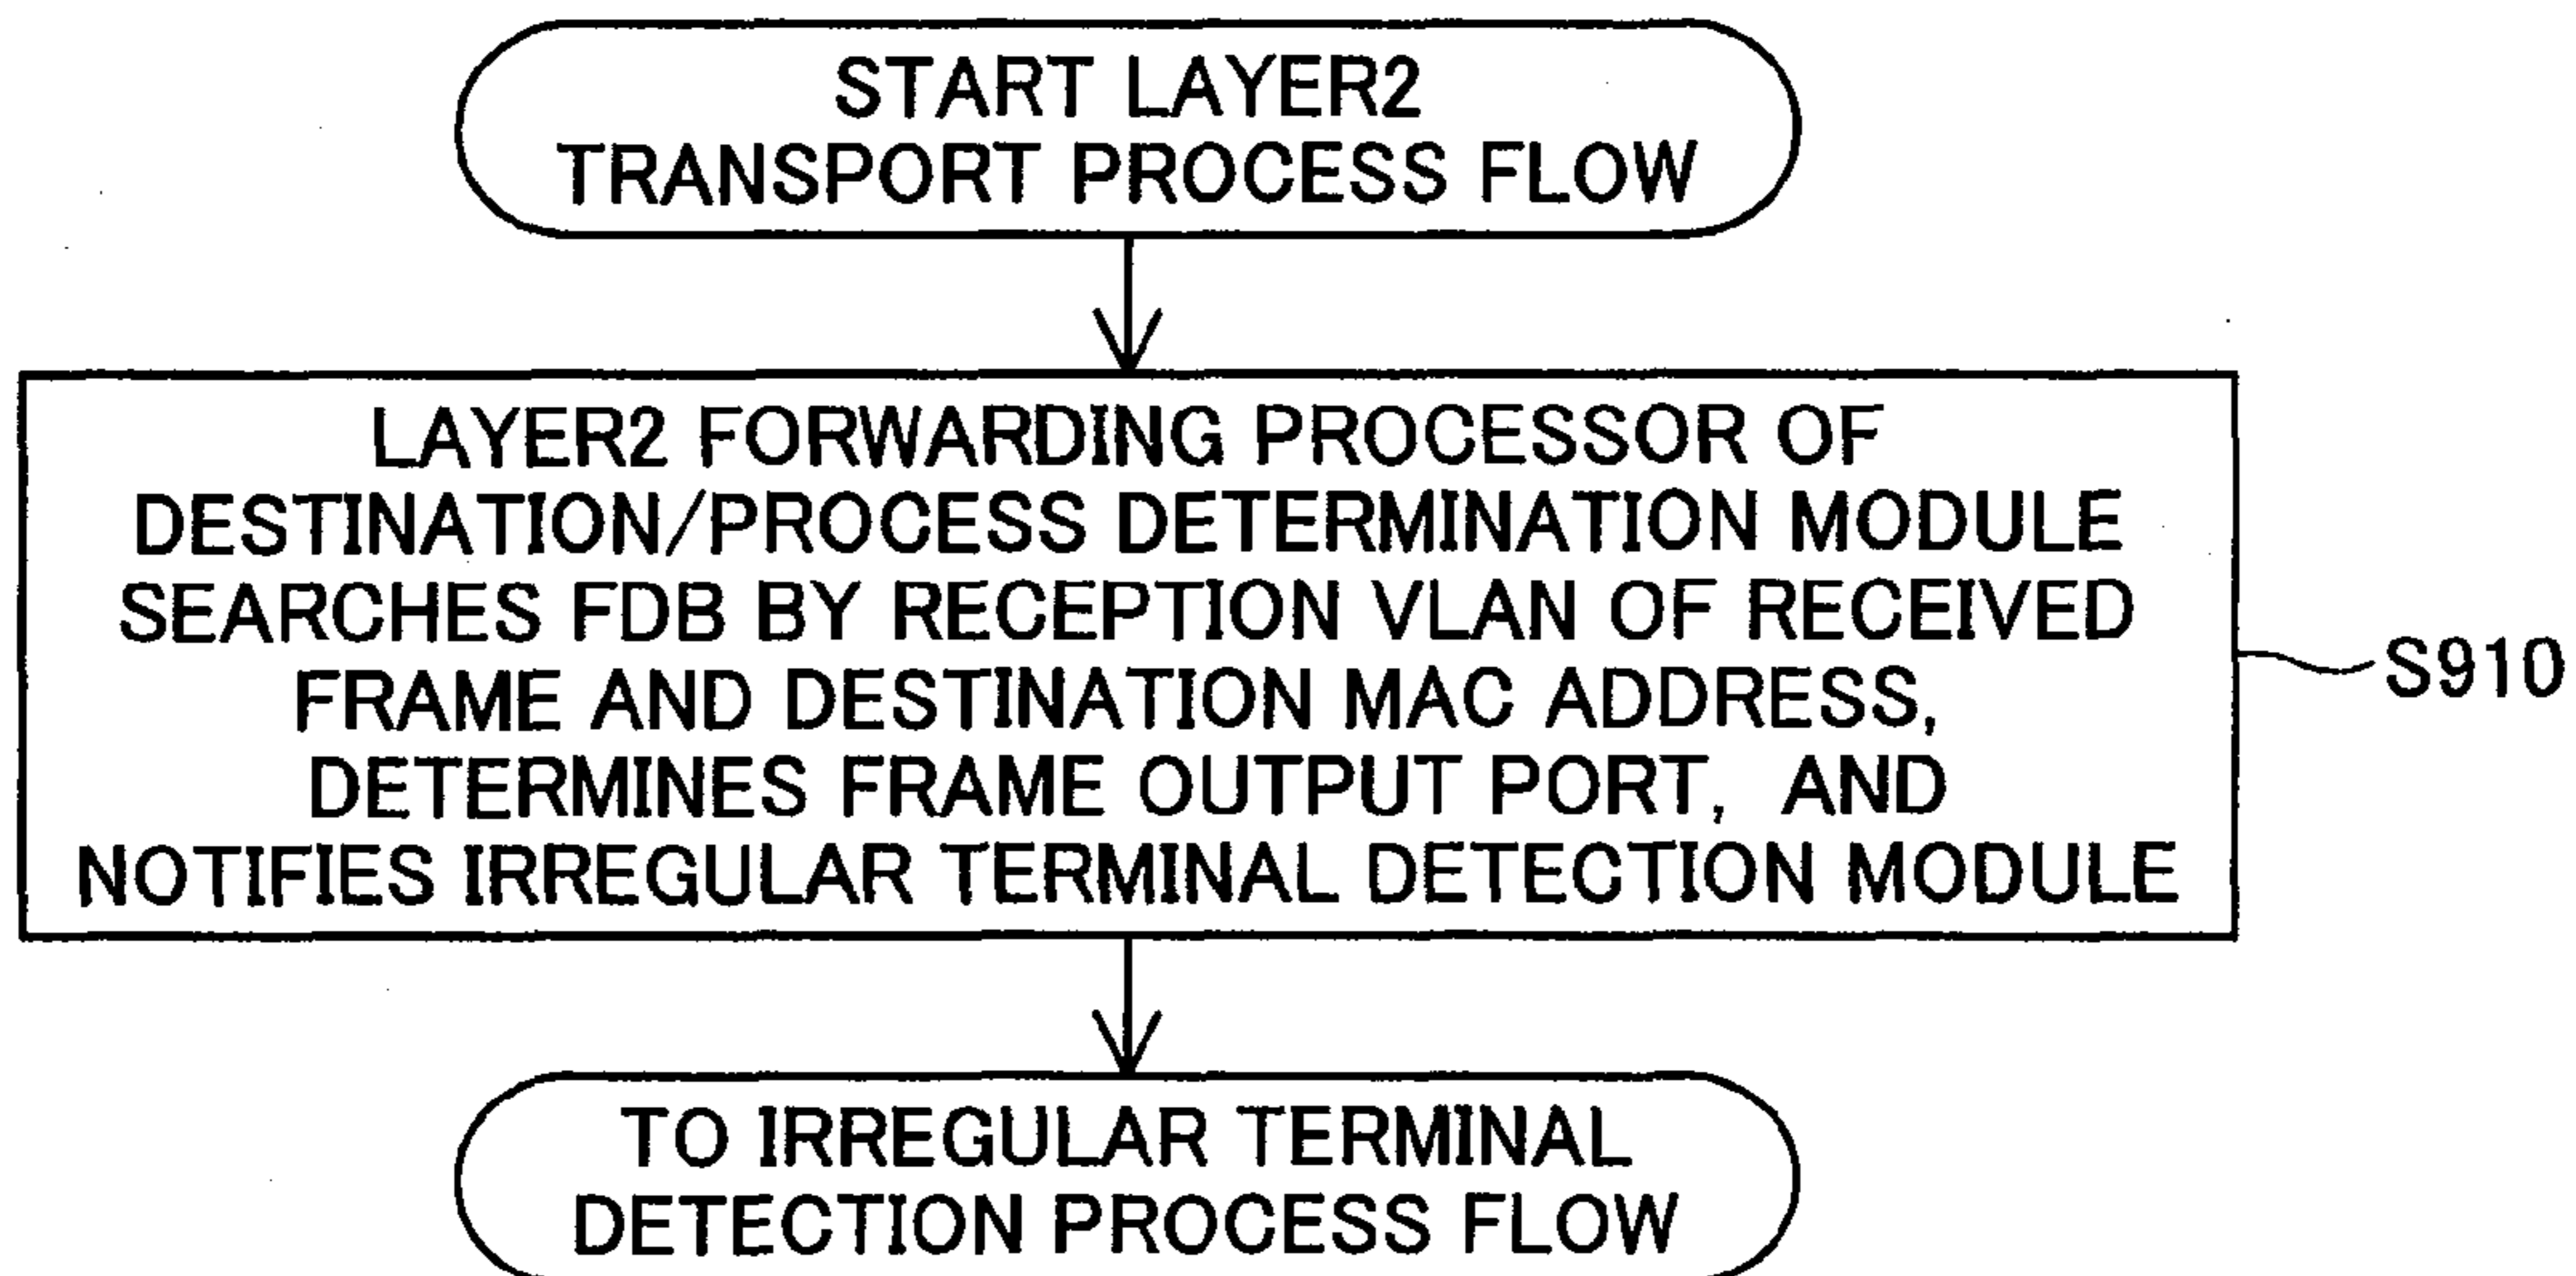 START LAYER2
TRANSPORT PROCESS FLOW
LAYER2 FORWARDING PROCESSOR OF
DESTINATION/PROCESS DETERMINATION MODULE
SEARCHES FDB BY RECEPTION VLAN OF RECEIVED
FRAME AND DESTINATION MAC ADDRESS,
DETERMINES FRAME OUTPUT PORT, AND
NOTIFIES IRREGULAR TERMINAL DETECTION MODULE
S910
TO IRREGULAR TERMINAL
DETECTION PROCESS FLOW